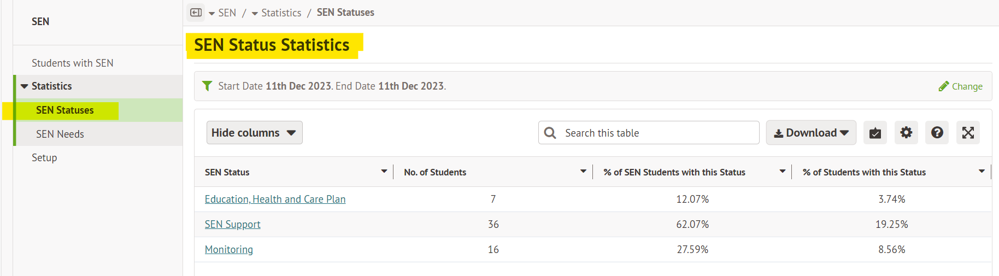 SEN
Students with SEN
Statistics
SEN Statuses
SEN Needs
Setup
SEN / Statistics / SEN Statuses
SEN Status Statistics
Start Date 11th Dec 2023. End Date 11th Dec 2023.
Change
Hide columns
Search this table
Download
SEN Status No. of Students % of SEN Students with this Status % of Students with this Status
Education, Health and Care Plan 7 12.07% 3.74%
SEN Support 36 62.07% 19.25%
Monitoring 16 27.59% 8.56%